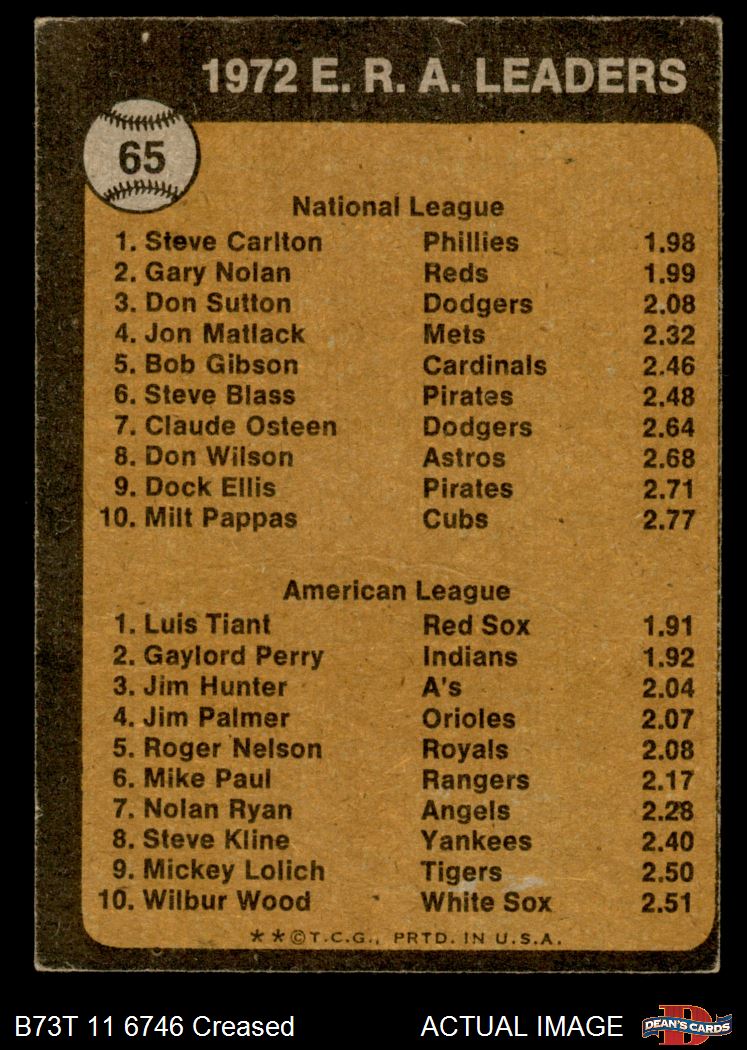 1972 E. R. A. LEADERS
65
National League
1. Steve Carlton Phillies 1.98
2. Gary Nolan Reds 1.99
3. Don Sutton Dodgers 2.08
4. Jon Matlack Mets 2.32
5. Bob Gibson Cardinals 2.46
6. Steve Blass Pirates 2.48
7. Claude Osteen Dodgers 2.64
8. Don Wilson Astros 2.68
9. Dock Ellis Pirates 2.71
10. Milt Pappas Cubs 2.77
American League
1. Luis Tiant Red Sox 1.91
2. Gaylord Perry Indians 1.92
3. Jim Hunter A's 2.04
4. Jim Palmer Orioles 2.07
5. Roger Nelson Royals 2.08
6. Mike Paul Rangers 2.17
7. Nolan Ryan Angels 2.28
8. Steve Kline Yankees 2.40
9. Mickey Lolich Tigers 2.50
10. Wilbur Wood White Sox 2.51
**©T.C.G., PRTD. IN U.S.A.
B73T 11 6746 Creased ACTUAL IMAGE D DEAN'S CARDS